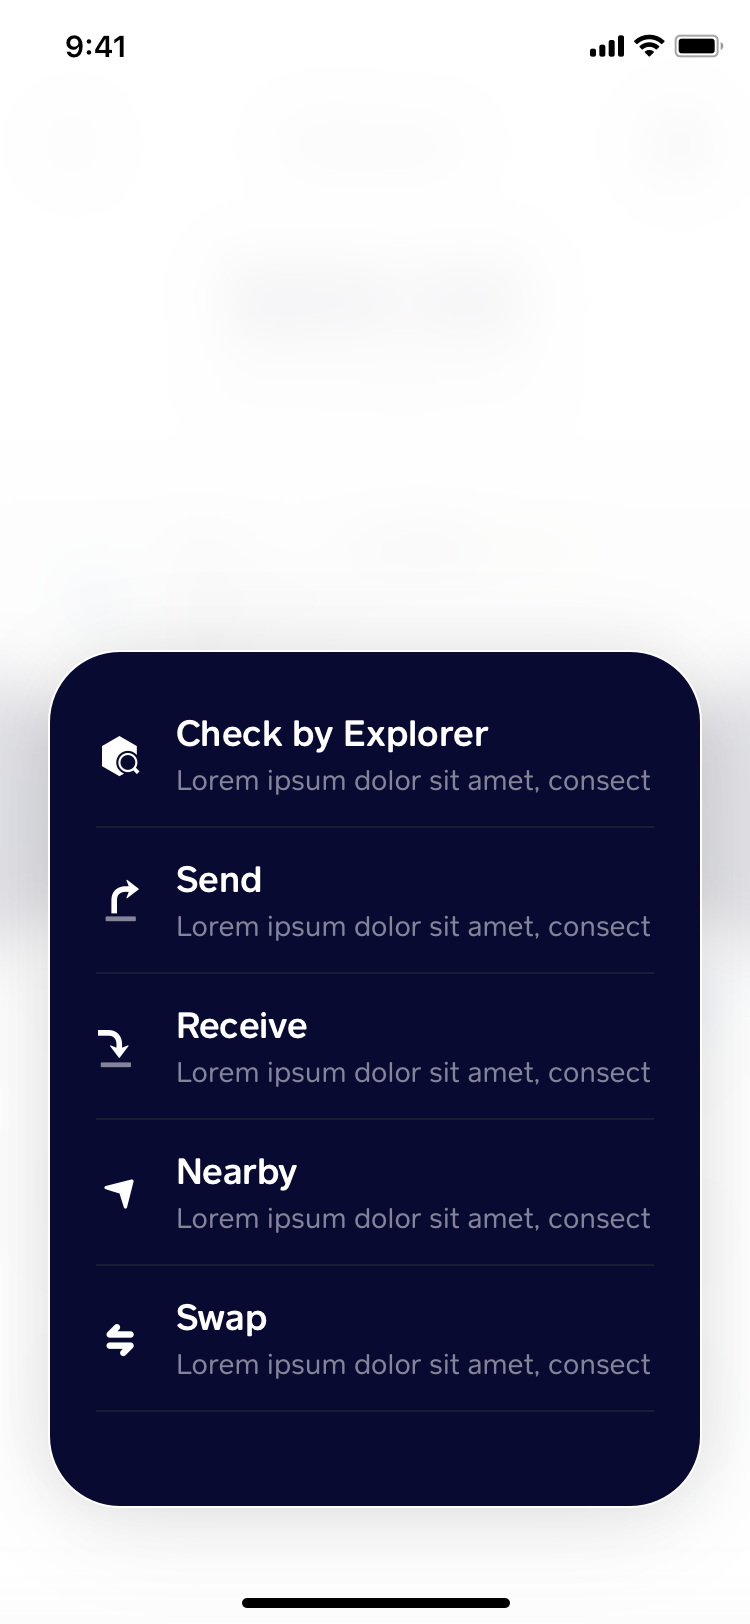 9:41
Check by Explorer
Lorem ipsum dolor sit amet, consect
Send
Lorem ipsum dolor sit amet, consect
Receive
Lorem ipsum dolor sit amet, consect
Nearby
Lorem ipsum dolor sit amet, consect
Swap
Lorem ipsum dolor sit amet, consect